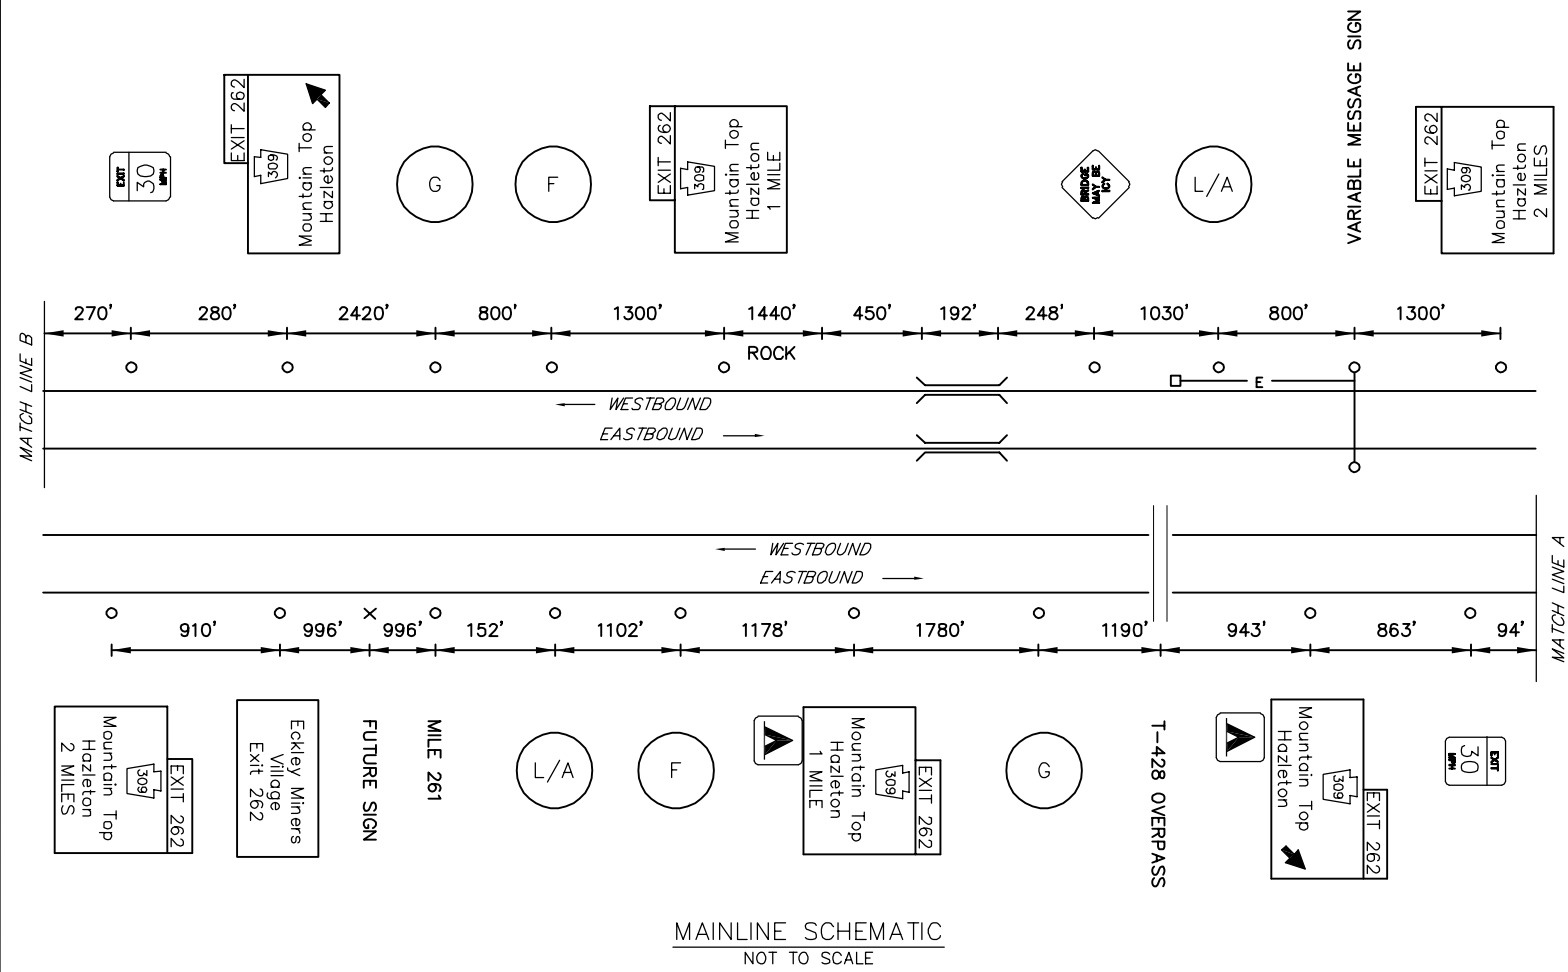 EXIT
30
MPH
EXIT 262
309
Mountain Top
Hazleton
G
F
EXIT 262
309
Mountain Top
Hazleton
1 MILE
BRIDGE
MAY BE
ICY
L/A
VARIABLE MESSAGE SIGN
EXIT 262
309
Mountain Top
Hazleton
2 MILES
270' 280' 2420' 800' 1300' 1440' 450' 192' 248' 1030' 800' 1300'
ROCK
E
MATCH LINE B
WESTBOUND
EASTBOUND
WESTBOUND
EASTBOUND
MATCH LINE A
910' 996' 996' 152' 1102' 1178' 1780' 1190' 943' 863' 94'
EXIT 262
309
Mountain Top
Hazleton
2 MILES
Eckley Miners
Village
Exit 262
FUTURE SIGN
MILE 261
L/A
F
EXIT 262
309
Mountain Top
Hazleton
1 MILE
G
T-428 OVERPASS
EXIT 262
309
Mountain Top
Hazleton
EXIT
30
MPH
MAINLINE SCHEMATIC
NOT TO SCALE